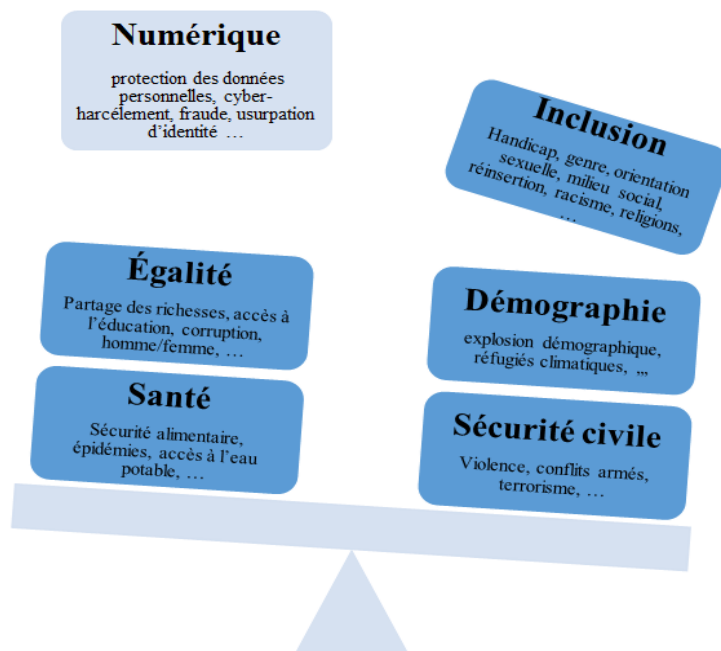 Numérique
protection des données
personnelles, cyber-
harcélement, fraude, usurpation
d'identité …
Inclusion
Handicap, genre, orientation
sexuelle, milieu social,
réinsertion, racisme, religions,
…
Égalité
Partage des richesses, accès à
l'éducation, corruption,
homme/femme, …
Démographie
explosion démographique,
réfugiés climatiques, ,,,
Santé
Sécurité alimentaire,
épidémies, accès à l'eau
potable, …
Sécurité civile
Violence, conflits armés,
terrorisme, …